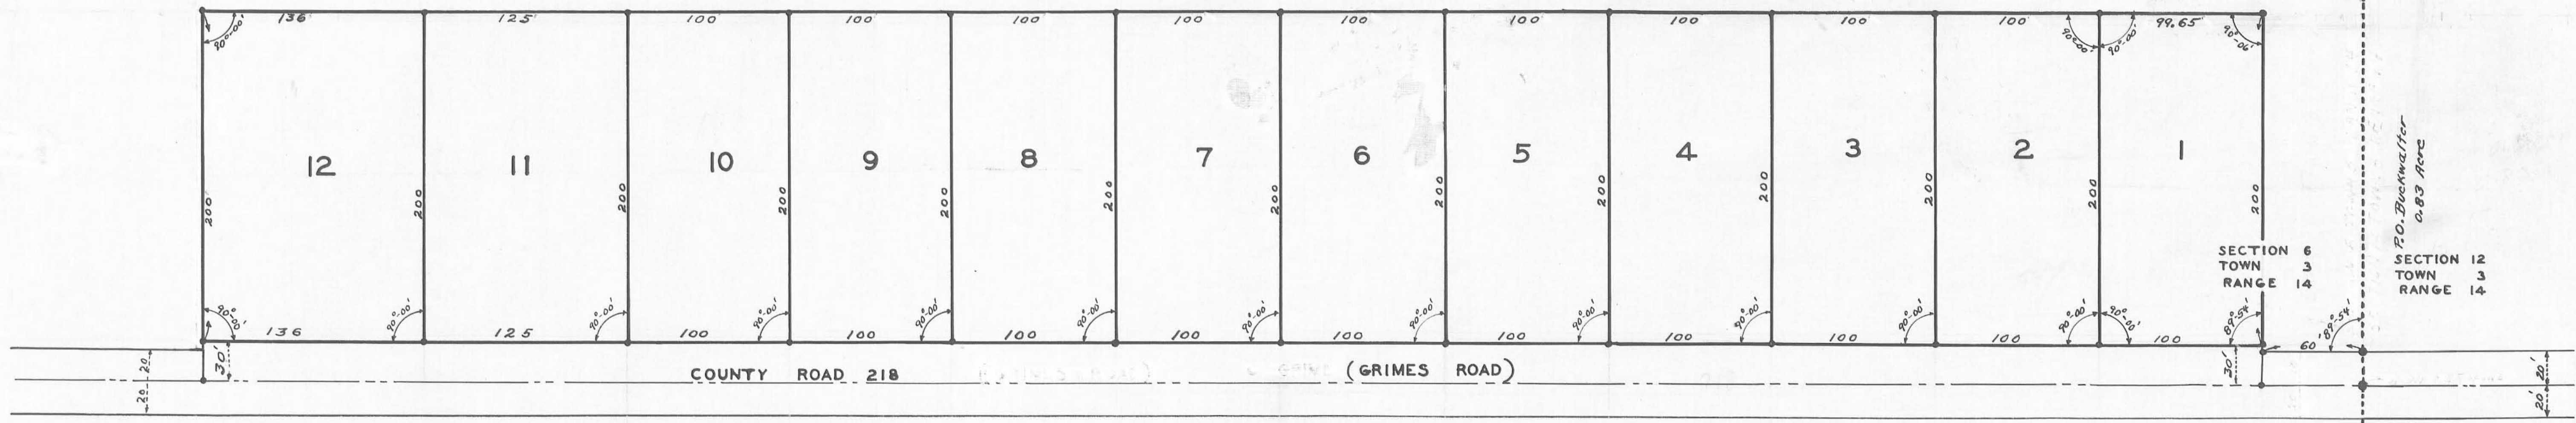 136' 125' 100' 100' 100' 100' 100' 100' 100' 100' 100' 99.65'
90°-00' 90°-00' 90°-00' 90°-06'
12 11 10 9 8 7 6 5 4 3 2 1
200' 200 200 200 200 200 200 200 200 200 200 200 200
P.O. Buckwalter
0.83 Acre
SECTION 6
TOWN 3
RANGE 14
SECTION 12
TOWN 3
RANGE 14
90°-00' 90°-00' 90°-00' 90°-00' 90°-00' 90°-00' 90°-00' 90°-00' 90°-00' 90°-00' 90°-00' 90°-00' 90°-00' 89°-54' 89°-54'
136 125 100 100 100 100 100 100 100 100 100 100
60'
20 30' 30' 20'
COUNTY ROAD 218 (GRIMES ROAD)
20 20'